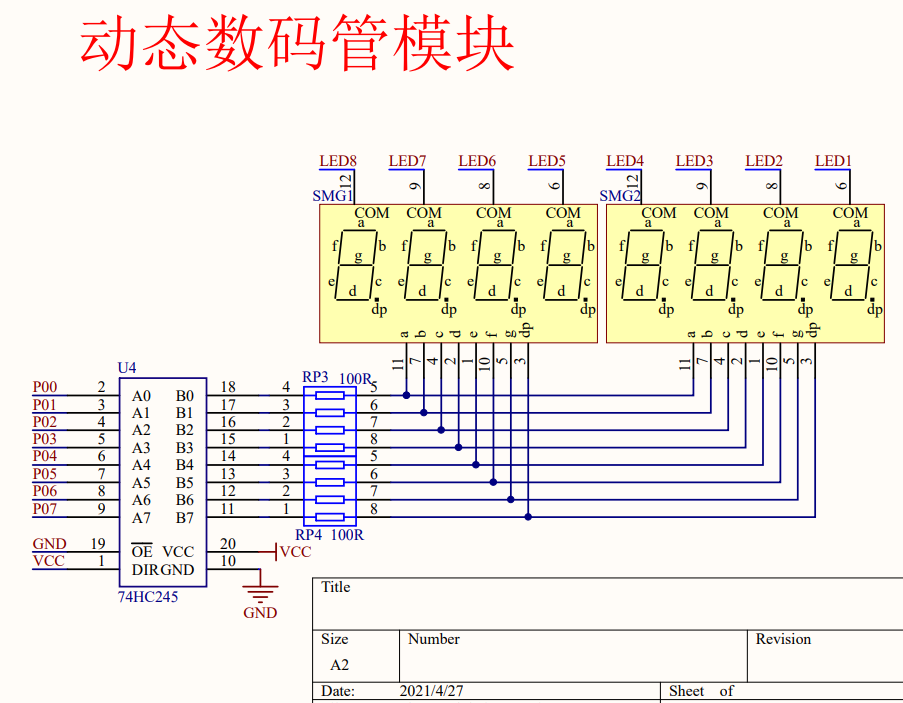 动态数码管模块
LED8 LED7 LED6 LED5 LED4 LED3 LED2 LED1
12 9 8 6 12 9 8 6
SMG1 SMG2
COM COM COM COM COM COM COM COM
a a a a a a a a
f b f b f b f b f b f b f b f b
g g g g g g g g
e c e c e c e c e c e c e c e c
d d d d d d d d
dp dp dp dp dp dp dp dp
a b c d e f g dp a b c d e f g dp
11 7 4 2 1 10 5 3 11 7 4 2 1 10 5 3
U4 RP3 100R
P00 2 A0 B0 18 4 5
P01 3 A1 B1 17 3 6
P02 4 A2 B2 16 2 7
P03 5 A3 B3 15 1 8
P04 6 A4 B4 14 4 5
P05 7 A5 B5 13 3 6
P06 8 A6 B6 12 2 7
P07 9 A7 B7 11 1 8
RP4 100R
GND 19 OE VCC 20 VCC
VCC 1 DIR GND 10
74HC245
GND
Title
Size Number Revision
A2
Date: 2021/4/27 Sheet of